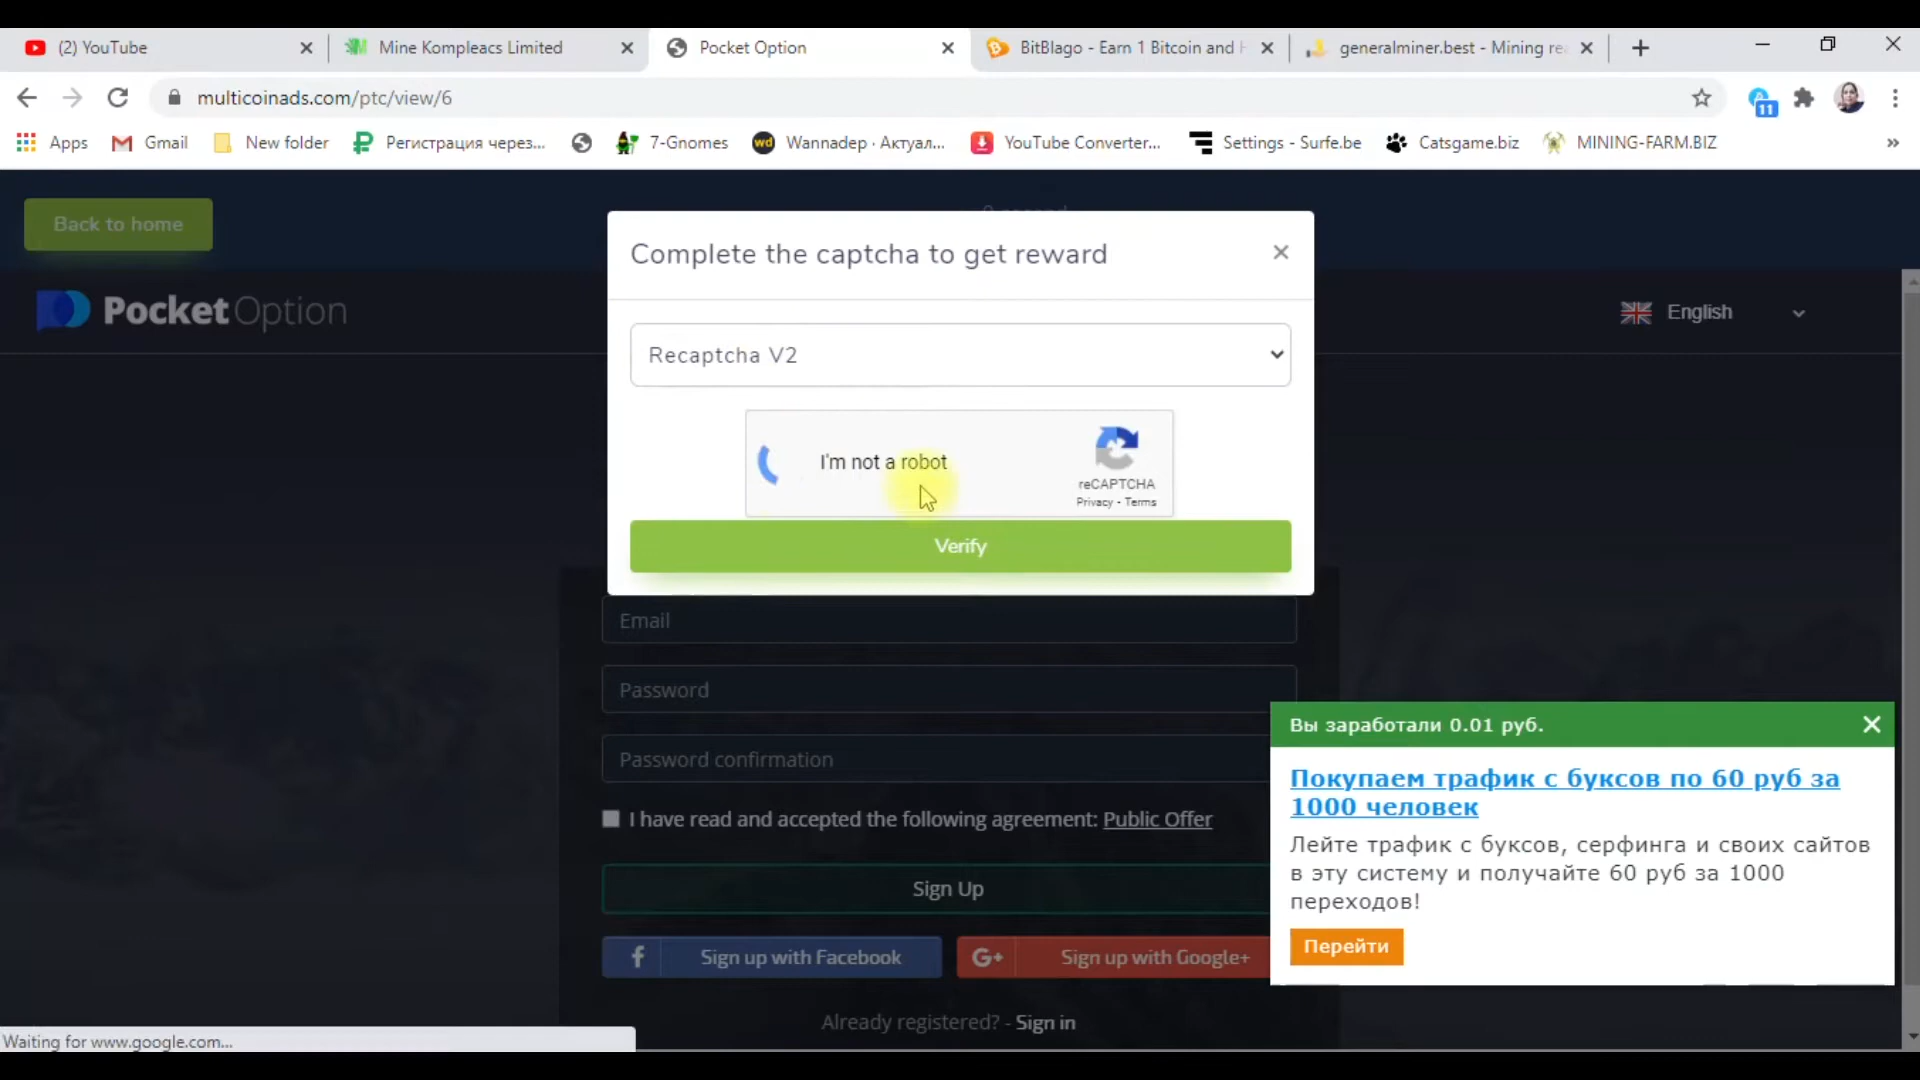 (2) YouTube
Mine Kompleacs Limited
Pocket Option
BitBlago - Earn 1 Bitcoin and
generalminer.best - Mining re
multicoinads.com/ptc/view/6
11
Apps
Gmail
New folder
Регистрация через...
7-Gnomes
wd
Wannadep · Актуал...
YouTube Converter...
Settings - Surfe.be
Catsgame.biz
MINING-FARM.BIZ
»
Back to home
Complete the captcha to get reward
PocketOption
English
Recaptcha V2
I'm not a robot
reCAPTCHA
Privacy - Terms
Verify
Email
Password
Password confirmation
I have read and accepted the following agreement: Public Offer
Sign Up
Sign up with Facebook
G+
Sign up with Google+
Already registered? - Sign in
Вы заработали 0.01 руб.
Покупаем трафик с буксов по 60 руб за
1000 человек
Лейте трафик с буксов, серфинга и своих сайтов
в эту систему и получайте 60 руб за 1000
переходов!
Перейти
Waiting for www.google.com...